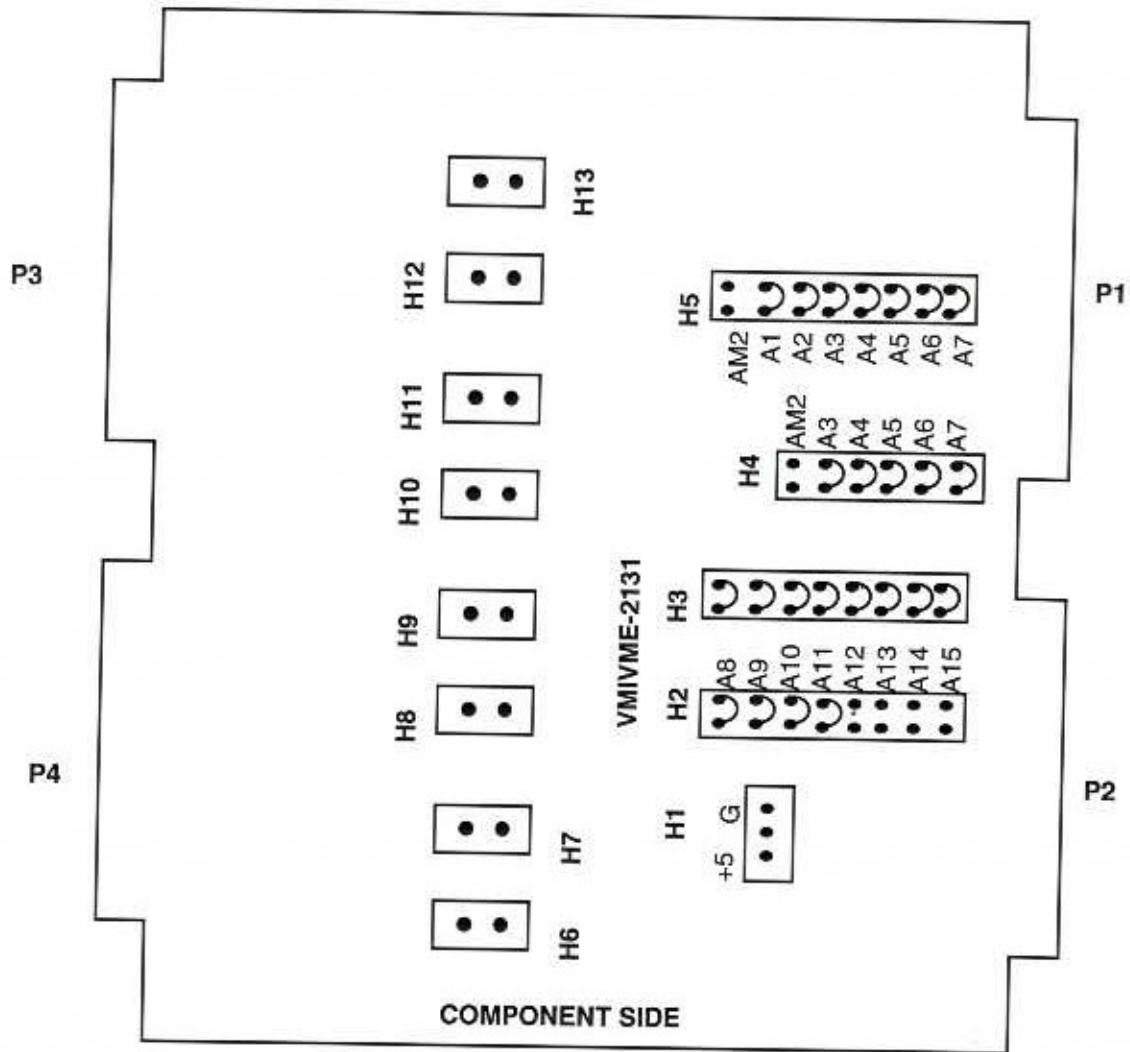 H13
H12
H11
H10
H9
H8
H7
H6
P3
P4
P1
P2
H5
AM2 A1 A2 A3 A4 A5 A6 A7
H4
AM2 A3 A4 A5 A6 A7
VMIVME-2131
H3
H2
A8 A9 A10 A11 A12 A13 A14 A15
H1
+5 G
COMPONENT SIDE